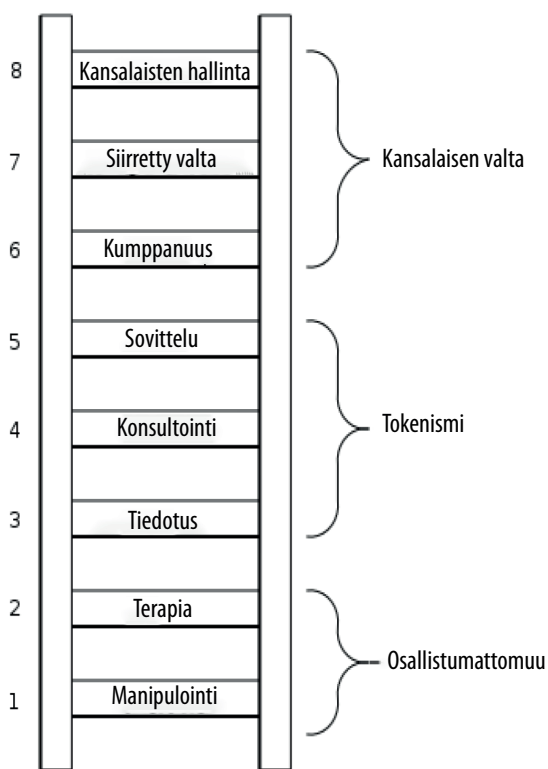 8 Kansalaisten hallinta
7 Siirretty valta
Kansalaisen valta
6 Kumppanuus
5 Sovittelu
4 Konsultointi
Tokenismi
3 Tiedotus
2 Terapia
Osallistumattomuu
1 Manipulointi